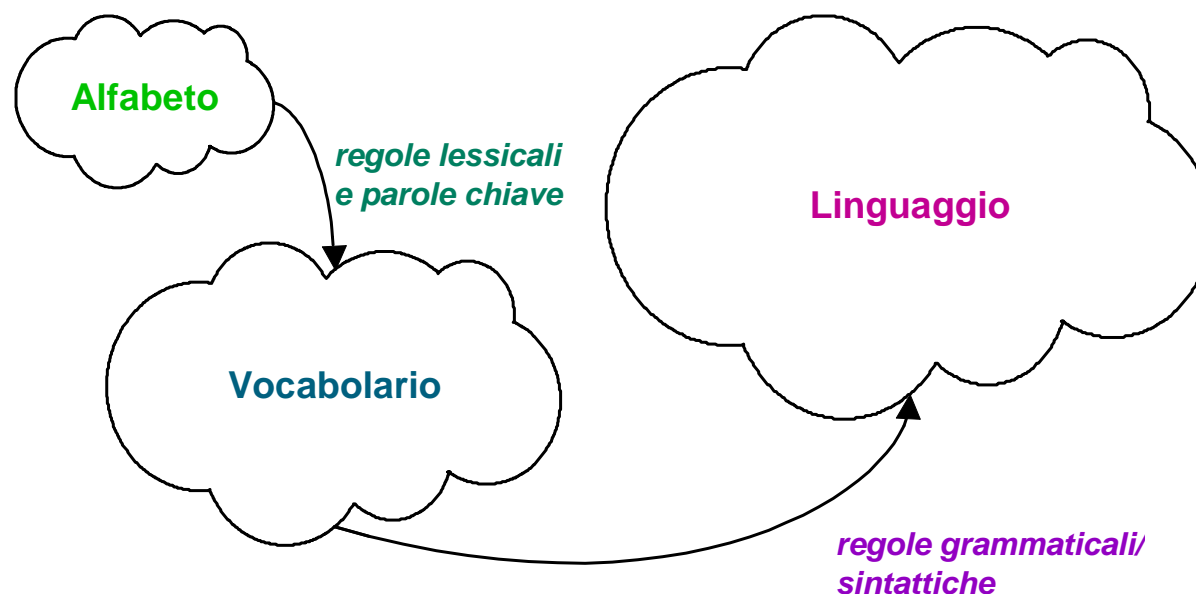 Alfabeto
regole lessicali
e parole chiave
Linguaggio
Vocabolario
regole grammaticali/
sintattiche